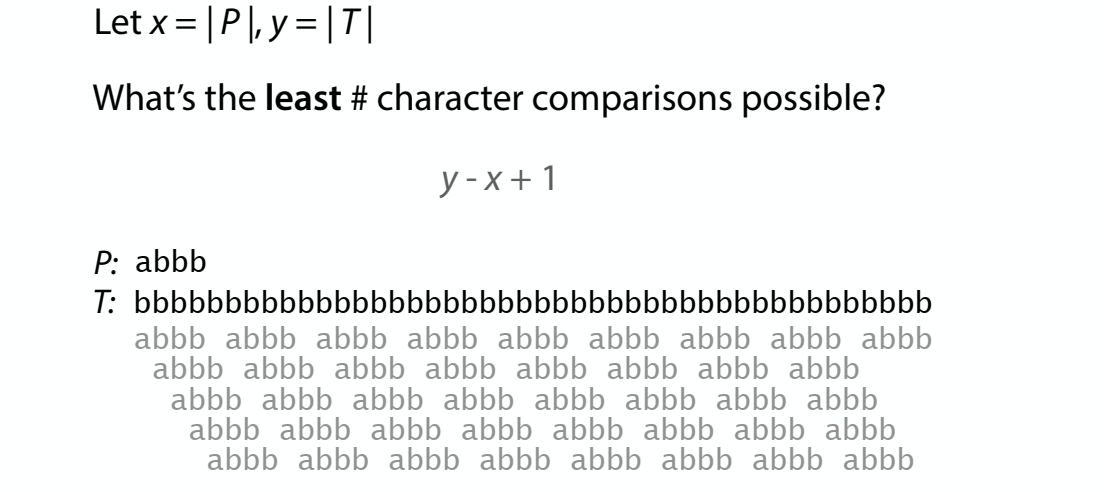 Let x = | P |, y = | T |
What's the least # character comparisons possible?
y - x + 1
P: abbb
T: bbbbbbbbbbbbbbbbbbbbbbbbbbbbbbbbbbbbbbbbbbbb
abbb abbb abbb abbb abbb abbb abbb abbb abbb
abbb abbb abbb abbb abbb abbb abbb abbb
abbb abbb abbb abbb abbb abbb abbb abbb
abbb abbb abbb abbb abbb abbb abbb abbb
abbb abbb abbb abbb abbb abbb abbb abbb